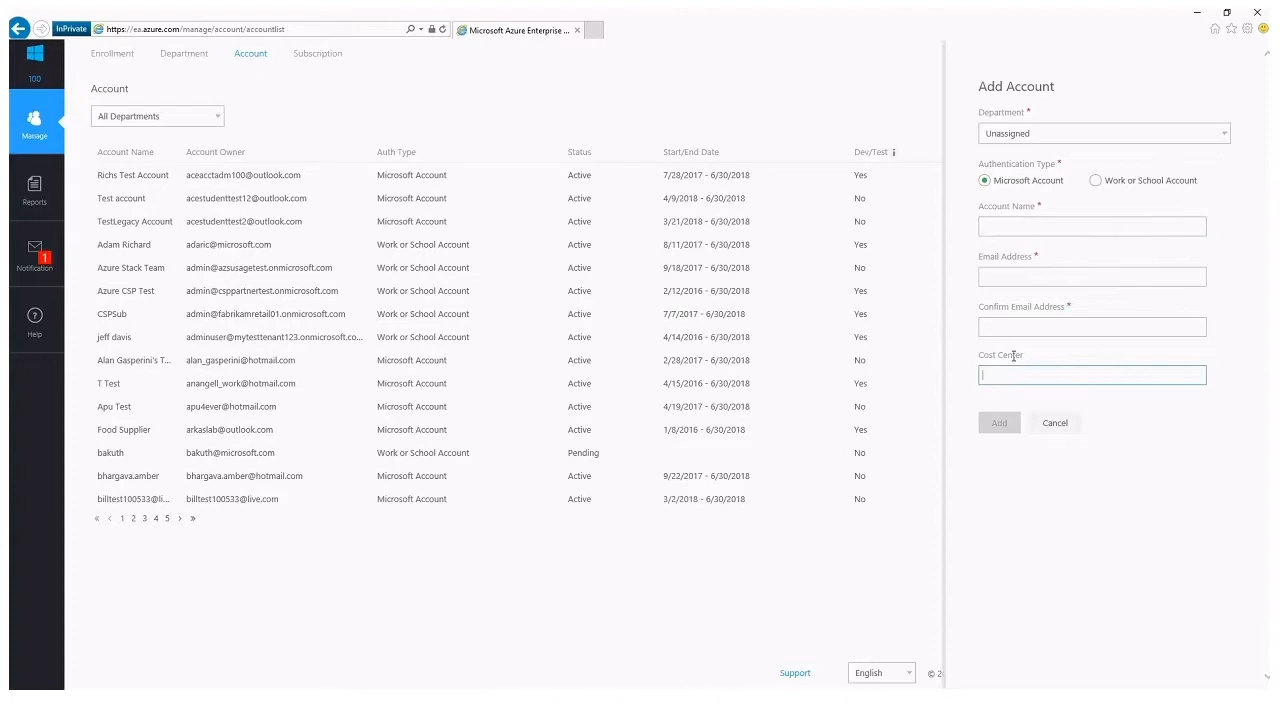 InPrivate https://ea.azure.com/manage/account/accountlist Microsoft Azure Enterprise ...
100
Manage
Reports
1
Notification
Help
Enrollment Department Account Subscription
Account
All Departments
Account Name Account Owner Auth Type Status Start/End Date Dev/Test i
Richs Test Account aceacctadm100@outlook.com Microsoft Account Active 7/28/2017 - 6/30/2018 Yes
Test account acestudenttest12@outlook.com Microsoft Account Active 4/9/2018 - 6/30/2018 No
TestLegacy Account acestudenttest2@outlook.com Microsoft Account Active 3/21/2018 - 6/30/2018 No
Adam Richard adaric@microsoft.com Work or School Account Active 8/11/2017 - 6/30/2018 Yes
Azure Stack Team admin@azsusagetest.onmicrosoft.com Work or School Account Active 9/18/2017 - 6/30/2018 No
Azure CSP Test admin@csppartnertest.onmicrosoft.com Work or School Account Active 2/12/2016 - 6/30/2018 Yes
CSPSub admin@fabrikamretail01.onmicrosoft.com Work or School Account Active 7/7/2017 - 6/30/2018 Yes
jeff davis adminuser@mytesttenant123.onmicrosoft.co... Work or School Account Active 4/14/2016 - 6/30/2018 Yes
Alan Gasperini's T... alan_gasperini@hotmail.com Microsoft Account Active 2/28/2017 - 6/30/2018 No
T Test anangell_work@hotmail.com Microsoft Account Active 4/15/2016 - 6/30/2018 Yes
Apu Test apu4ever@hotmail.com Microsoft Account Active 4/19/2017 - 6/30/2018 No
Food Supplier arkaslab@outlook.com Microsoft Account Active 1/8/2016 - 6/30/2018 Yes
bakuth bakuth@microsoft.com Work or School Account Pending No
bhargava.amber bhargava.amber@hotmail.com Microsoft Account Active 9/22/2017 - 6/30/2018 No
billtest100533@li... billtest100533@live.com Microsoft Account Active 3/2/2018 - 6/30/2018 No
« ‹ 1 2 3 4 5 › »
Support English ©
Add Account
Department *
Unassigned
Authentication Type *
Microsoft Account Work or School Account
Account Name *
Email Address *
Confirm Email Address *
Cost Center
Add Cancel